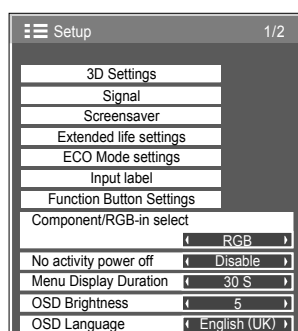 Setup 1/2
3D Settings
Signal
Screensaver
Extended life settings
ECO Mode settings
Input label
Function Button Settings
Component/RGB-in select
RGB
No activity power off Disable
Menu Display Duration 30 S
OSD Brightness 5
OSD Language English (UK)